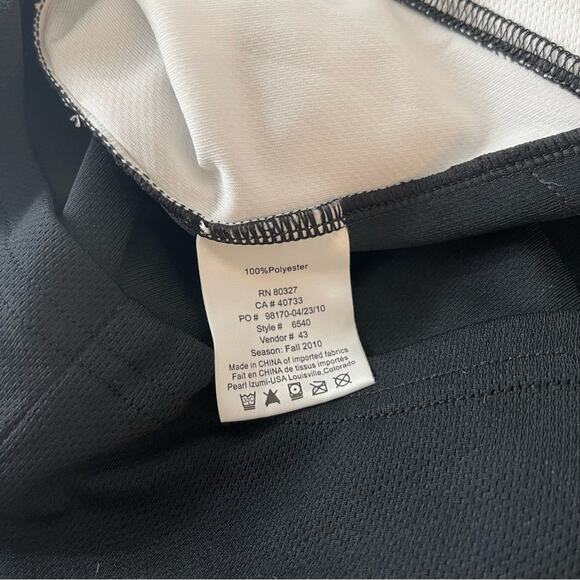 100%Polyester
RN 80327
CA # 40733
PO # 98170-04/23/10
Style # 6540
Vendor # 43
Season: Fall 2010
Made in CHINA of imported fabrics
Fait en CHINA de tissus importés
Pearl Izumi-USA Louisville,Colorado